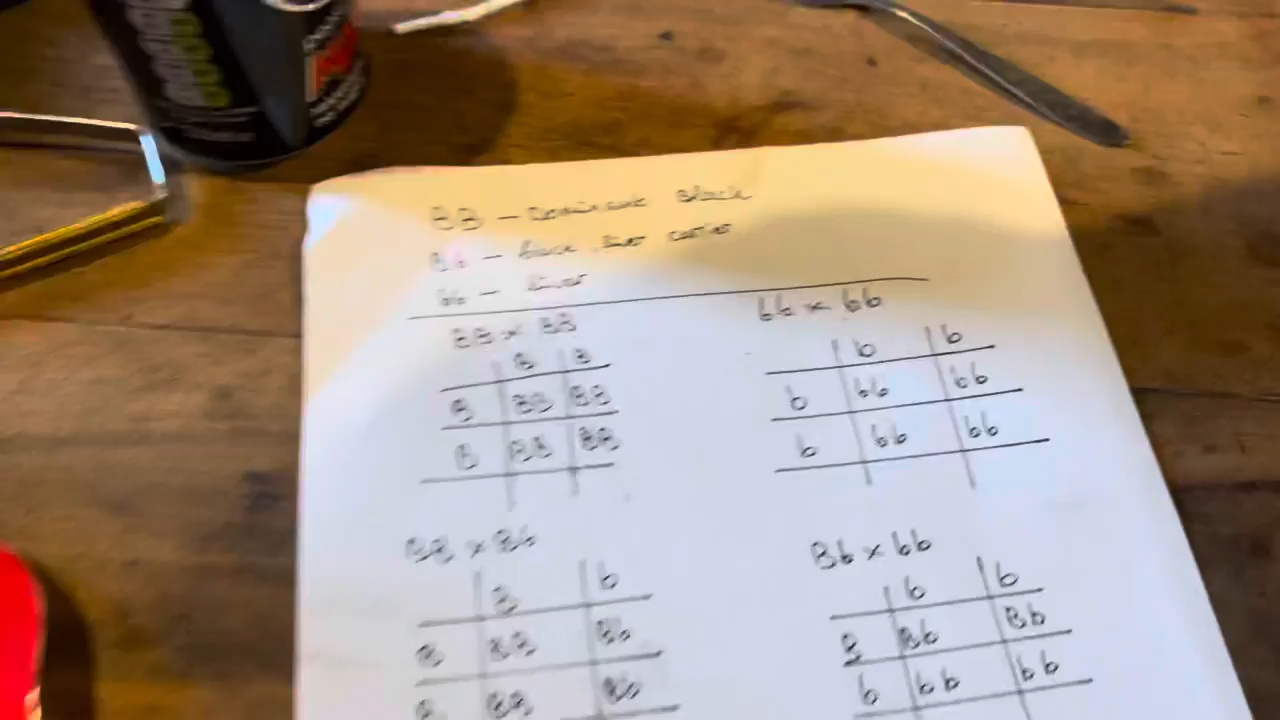 BB - Dominant Black
Bb - black liver carrier
bb - liver
BB x BB
B B
B BB BB
B BB BB
bb x bb
b b
b bb bb
b bb bb
BB x Bb
B b
B BB Bb
B BB Bb
Bb x bb
b b
B Bb Bb
b bb bb